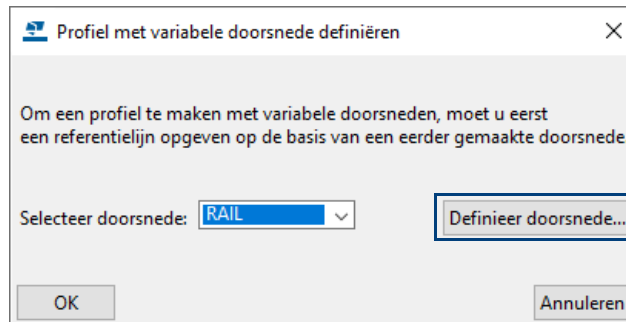 Profiel met variabele doorsnede definiëren
Om een profiel te maken met variabele doorsneden, moet u eerst
een referentielijn opgeven op de basis van een eerder gemaakte doorsnede
Selecteer doorsnede: RAIL Definieer doorsnede...
OK Annuleren